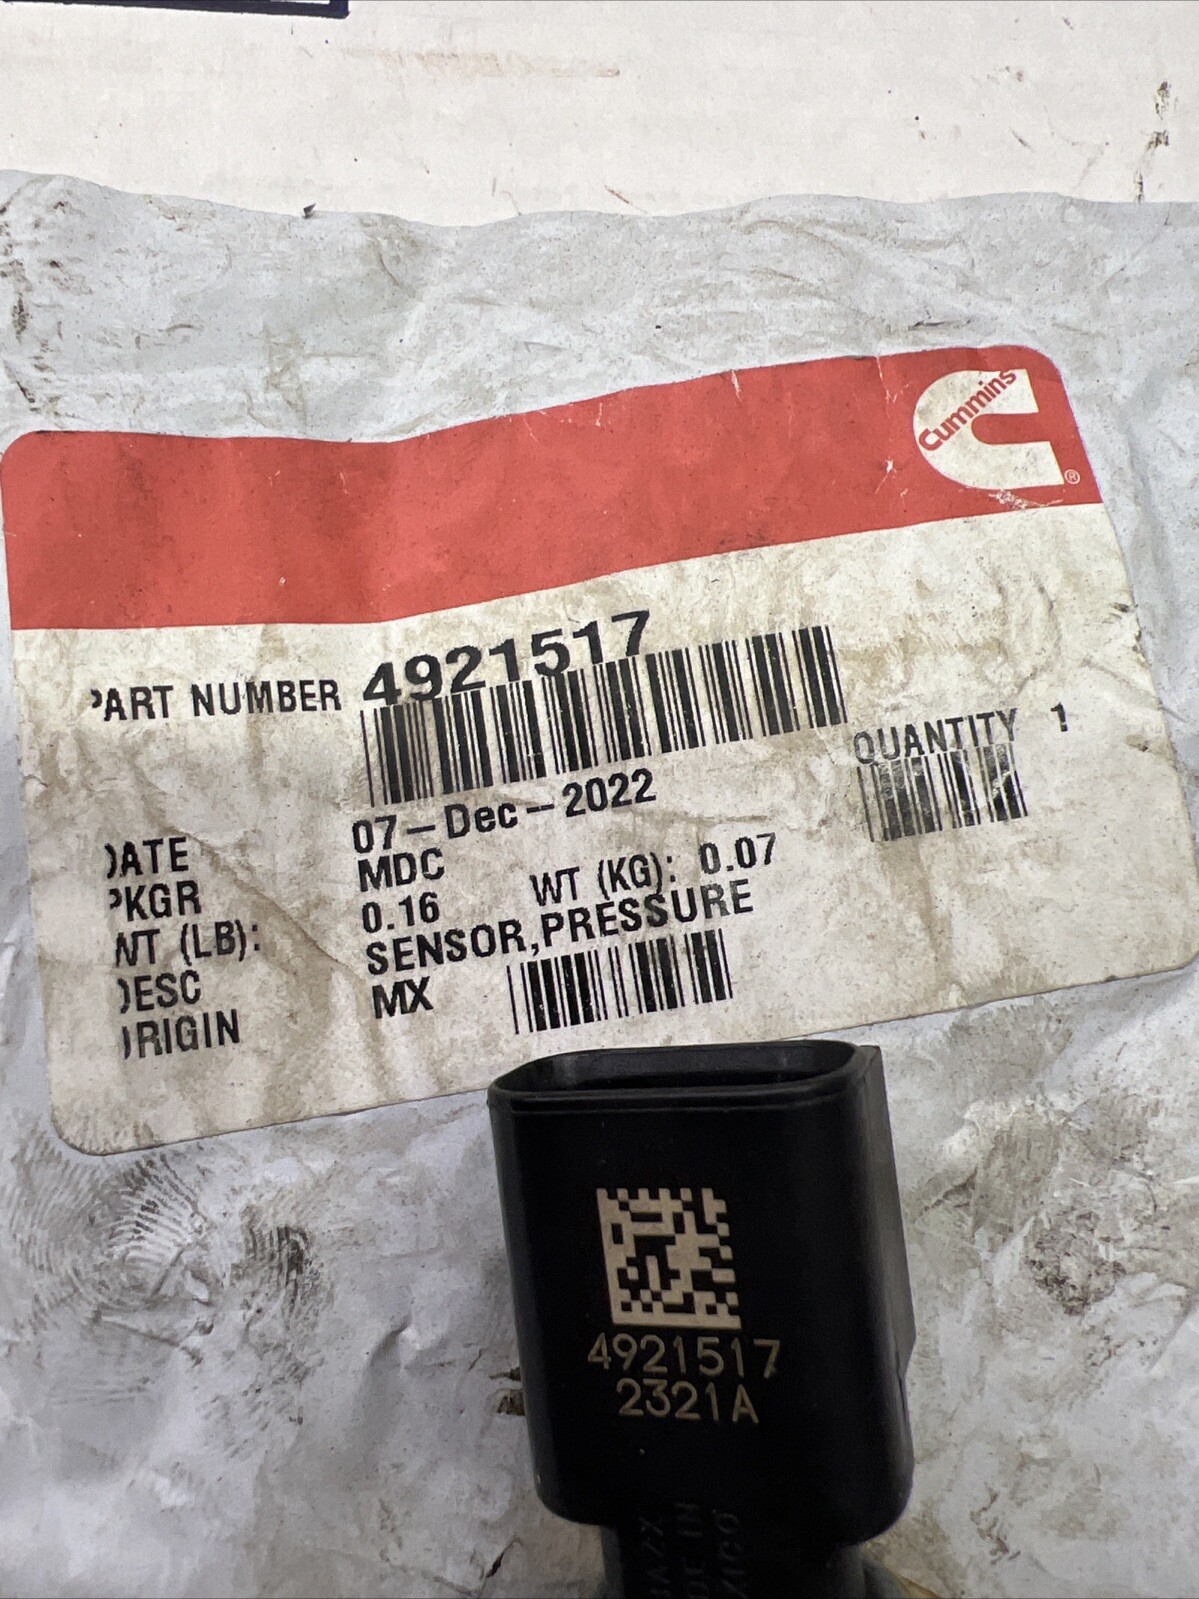 Cummins
®
PART NUMBER 4921517
QUANTITY 1
DATE 07-Dec-2022
PKGR MDC
WT (LB): 0.16 WT (KG): 0.07
DESC SENSOR,PRESSURE
ORIGIN MX
4921517
2321A
IN